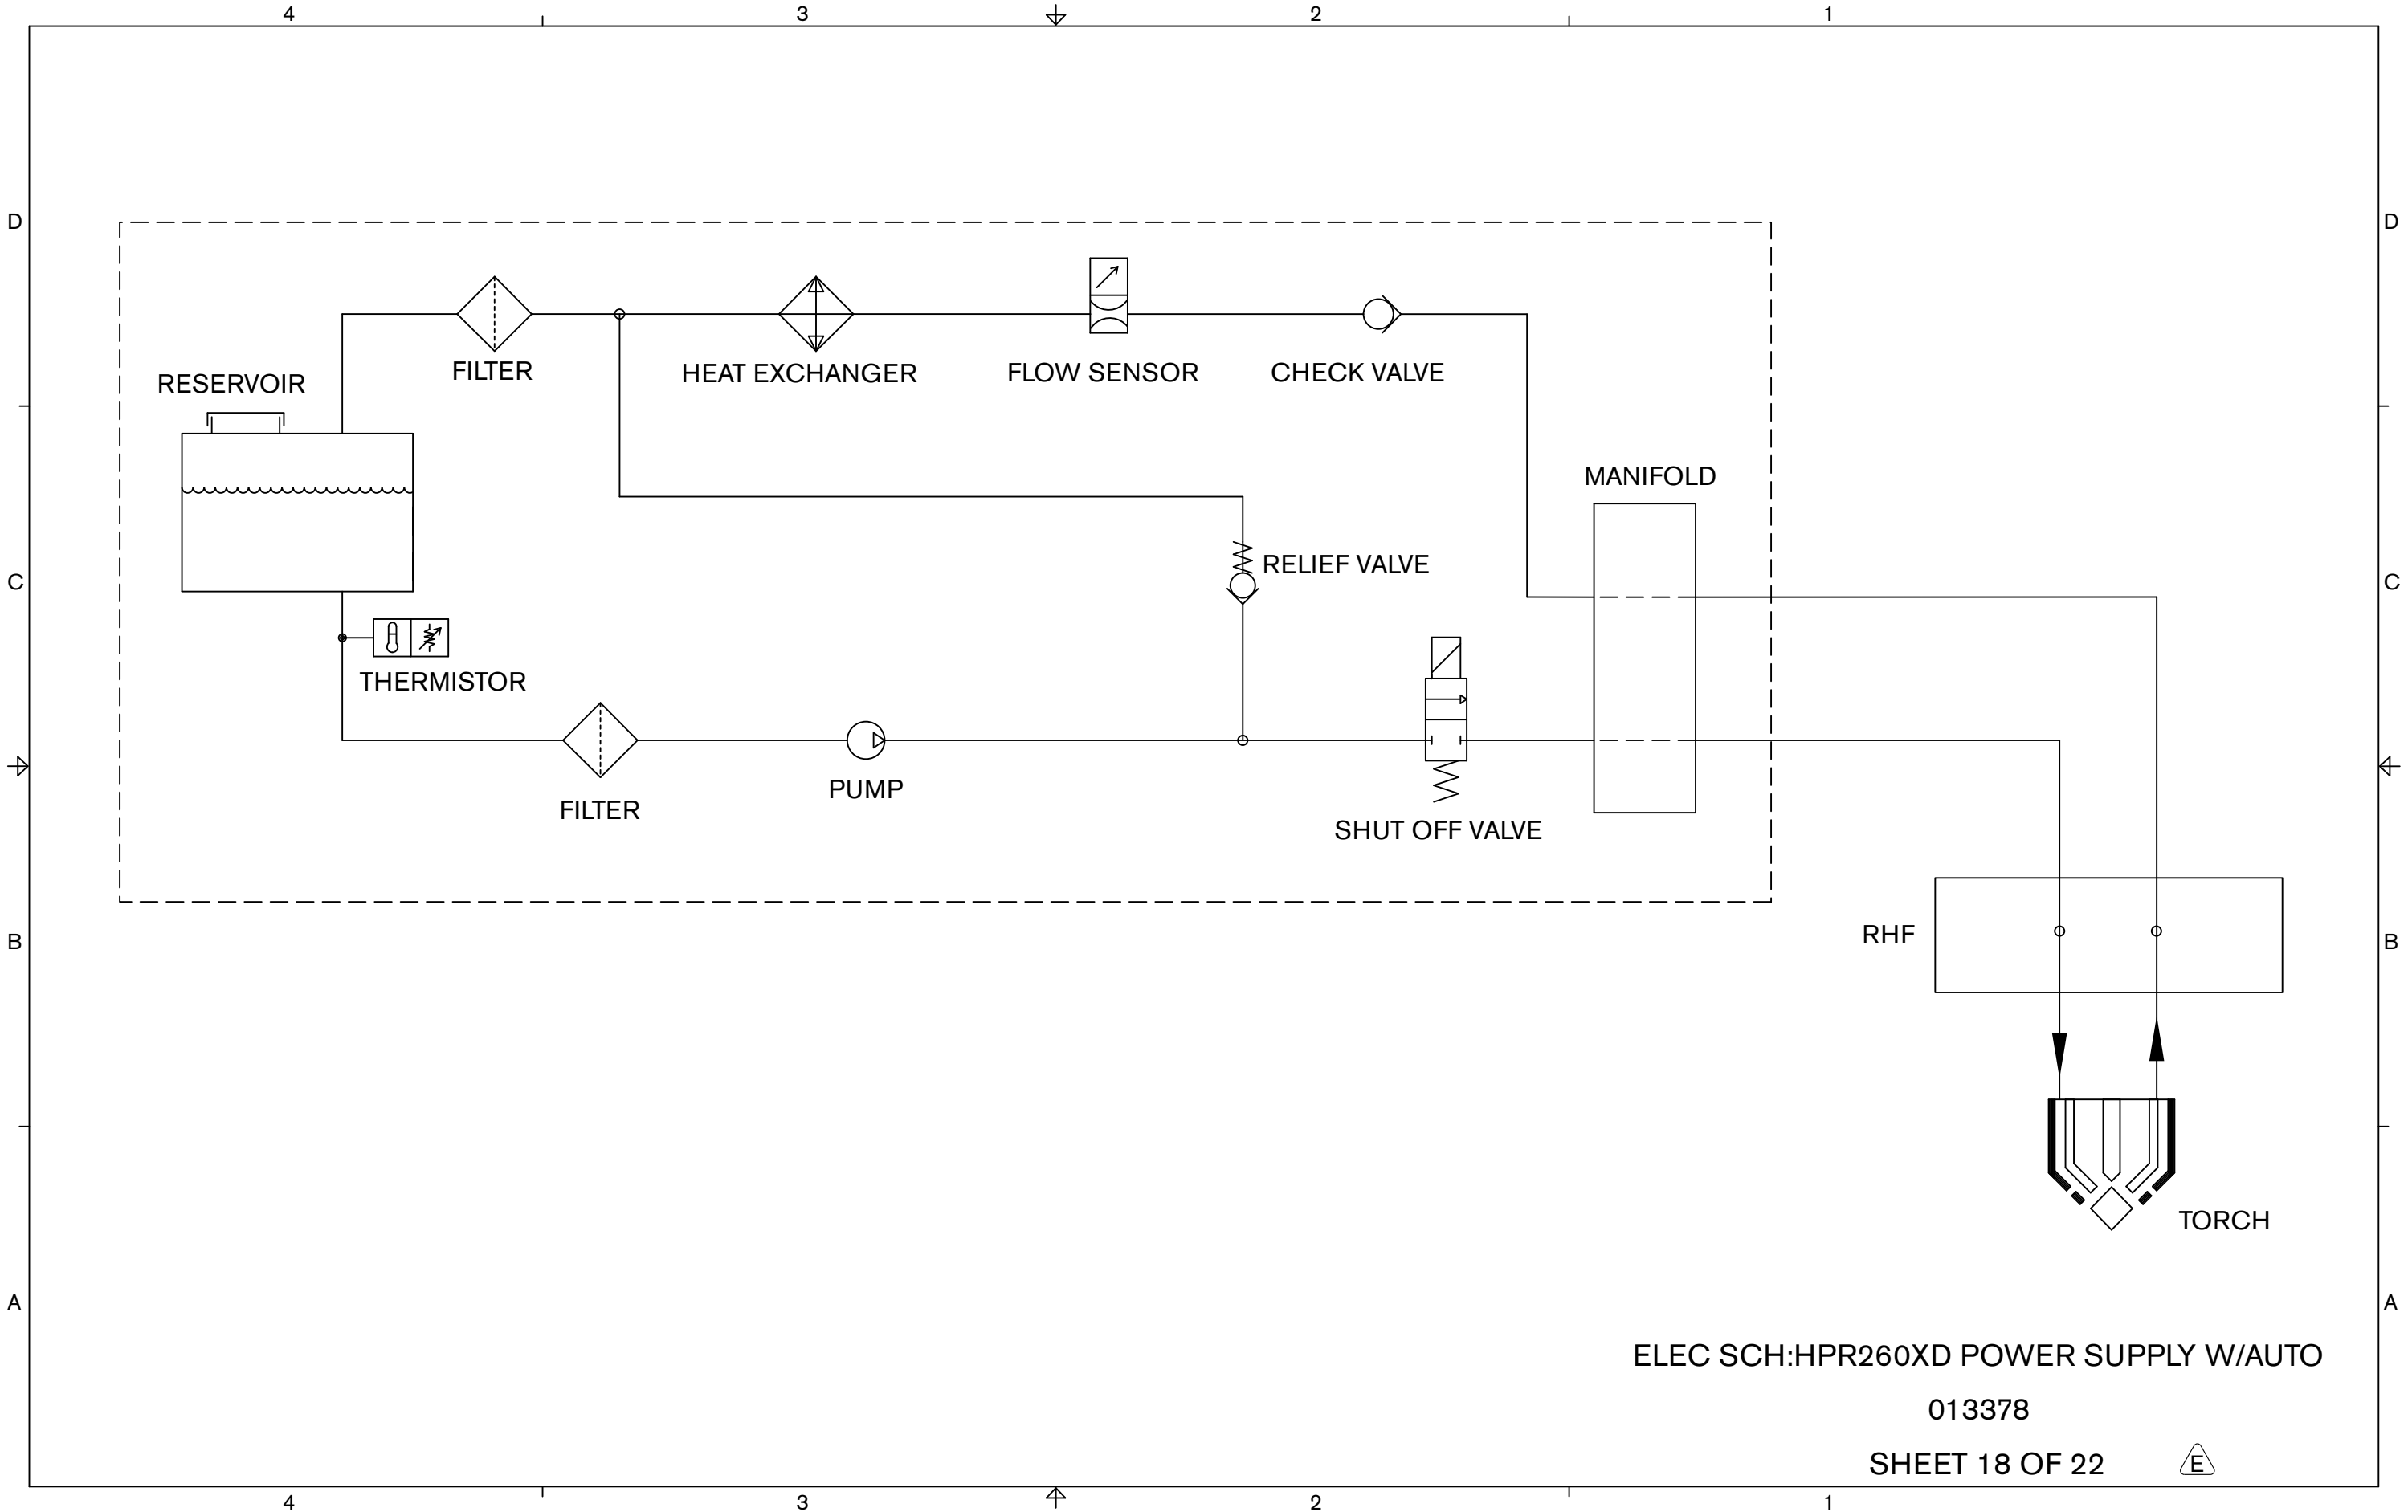 4 3 2 1
D D
FILTER
HEAT EXCHANGER
FLOW SENSOR
CHECK VALVE
RESERVOIR
MANIFOLD
RELIEF VALVE
C C
THERMISTOR
PUMP
FILTER
SHUT OFF VALVE
RHF
B B
TORCH
A A
ELEC SCH:HPR260XD POWER SUPPLY W/AUTO
013378
SHEET 18 OF 22 E
4 3 2 1